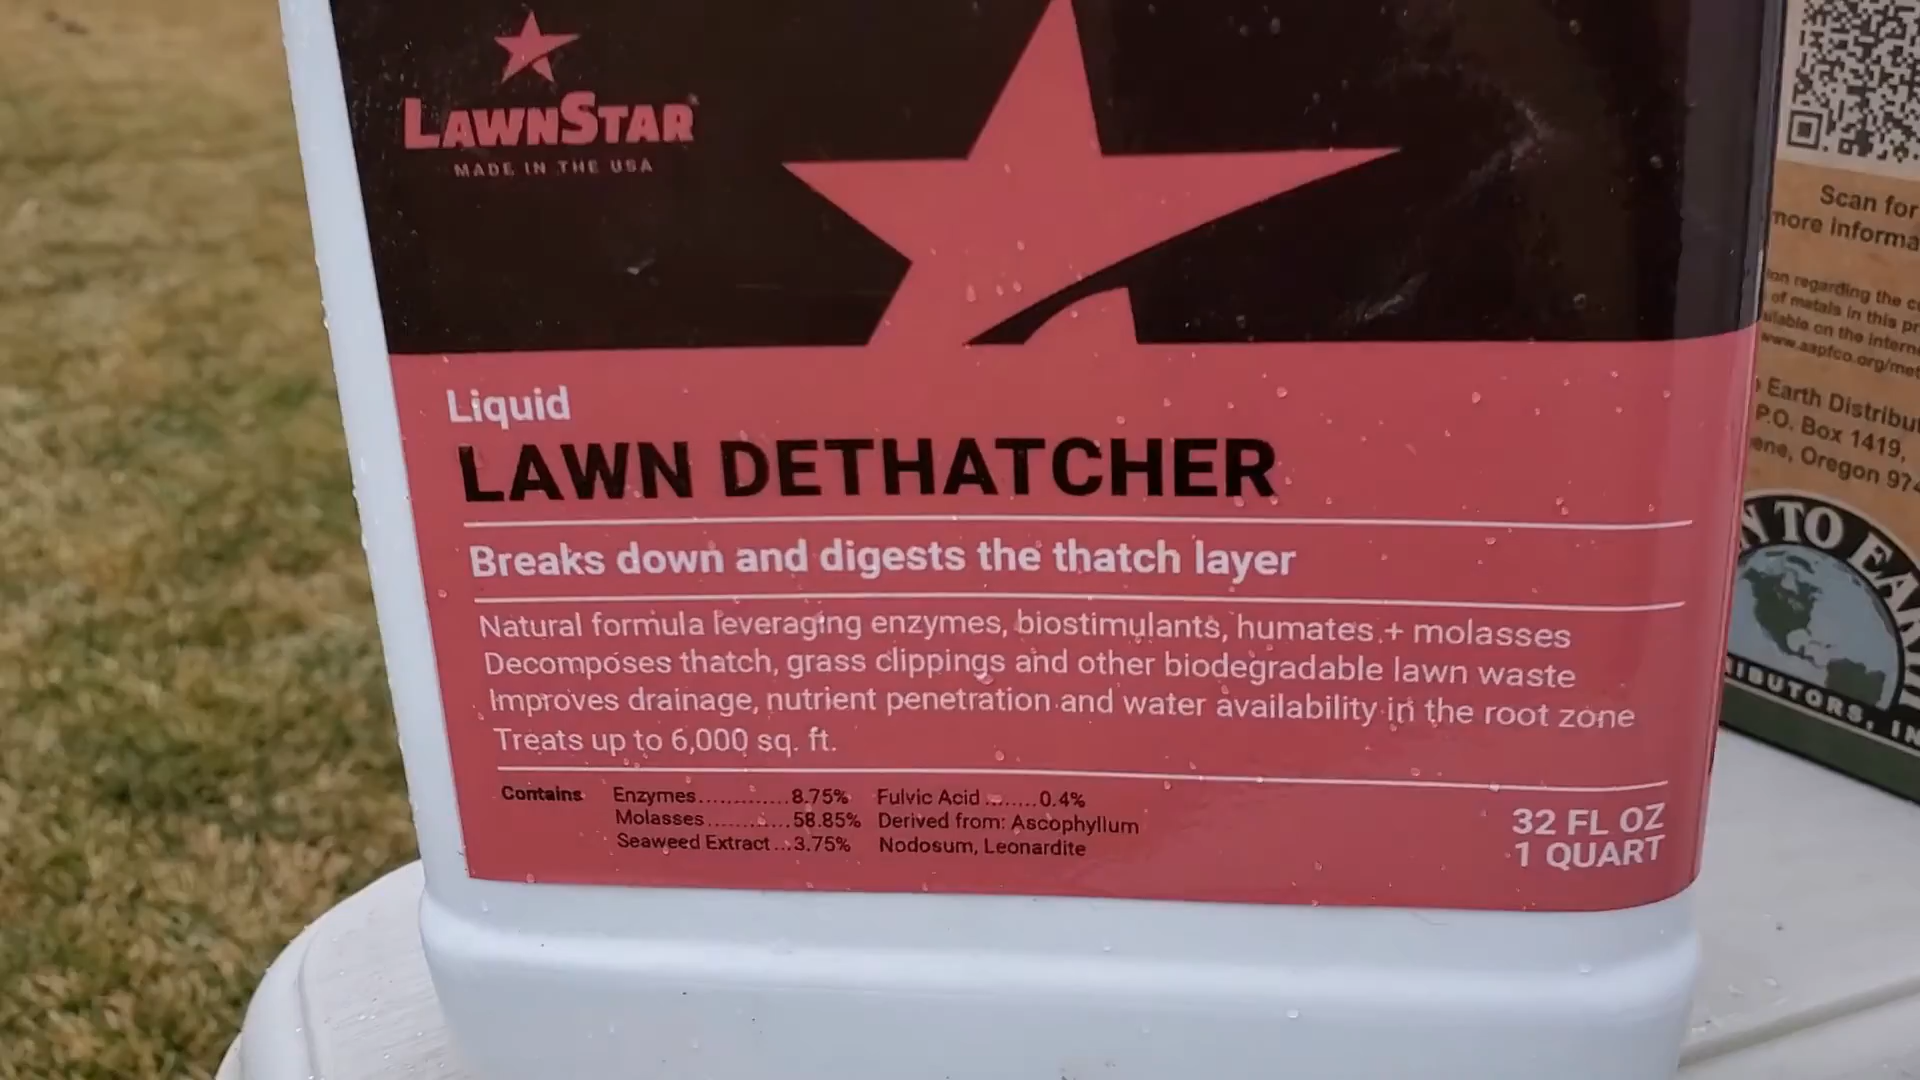 LAWNSTAR
MADE IN THE USA
Liquid
LAWN DETHATCHER
Breaks down and digests the thatch layer
Natural formula leveraging enzymes, biostimulants, humates + molasses
Decomposes thatch, grass clippings and other biodegradable lawn waste
Improves drainage, nutrient penetration and water availability in the root zone
Treats up to 6,000 sq. ft.
Contains
Enzymes.............8.75%
Molasses...........58.85%
Seaweed Extract...3.75%
Fulvic Acid ........0.4%
Derived from: Ascophyllum
Nodosum, Leonardite
32 FL OZ
1 QUART
Scan for
more informa
ion regarding the c
of metals in this pr
ilable on the intern
www.aapfco.org/met
Earth Distribu
P.O. Box 1419,
ene, Oregon 974
N TO EA
IBUTORS, IN